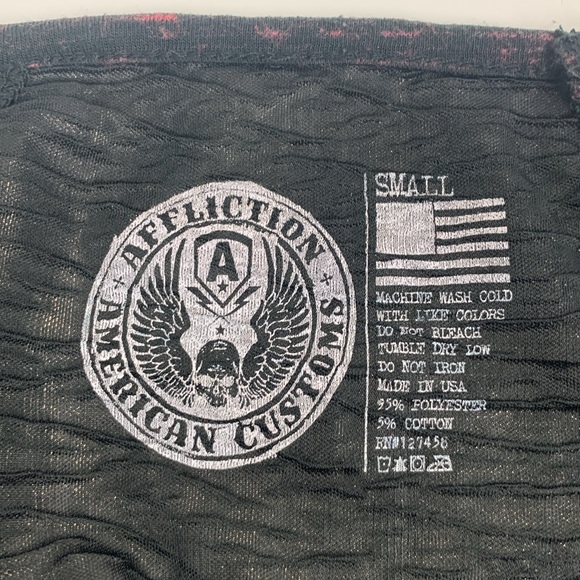 AFFLICTION
A
AMERICAN CUSTOMS
SMALL
MACHINE WASH COLD
WITH LIKE COLORS
DO NOT BLEACH
TUMBLE DRY LOW
DO NOT IRON
MADE IN USA
95% POLYESTER
5% COTTON
RN#127458